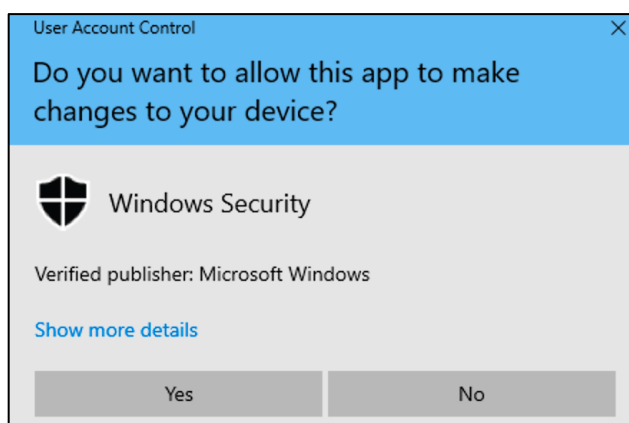 User Account Control
Do you want to allow this app to make
changes to your device?
Windows Security
Verified publisher: Microsoft Windows
Show more details
Yes
No